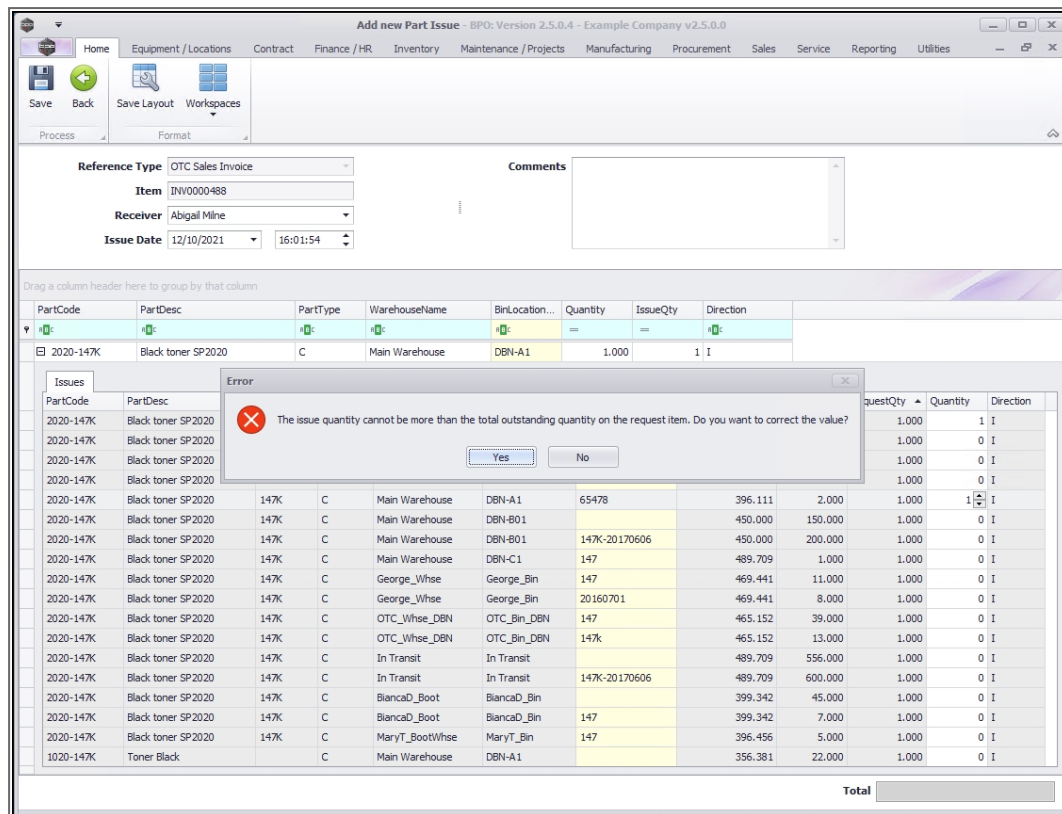 Add new Part Issue - BPO: Version 2.5.0.4 - Example Company v2.5.0.0
Home Equipment / Locations Contract Finance / HR Inventory Maintenance / Projects Manufacturing Procurement Sales Service Reporting Utilities
Save Back Save Layout Workspaces
Process Format
Reference Type OTC Sales Invoice Comments
Item INV0000488
Receiver Abigail Milne
Issue Date 12/10/2021 16:01:54
Drag a column header here to group by that column
PartCode PartDesc PartType WarehouseName BinLocation... Quantity IssueQty Direction
2020-147K Black toner SP2020 C Main Warehouse DBN-A1 1.000 1 I
Issues
Error
The issue quantity cannot be more than the total outstanding quantity on the request item. Do you want to correct the value?
Yes No
PartCode PartDesc questQty Quantity Direction
2020-147K Black toner SP2020 1.000 1 I
2020-147K Black toner SP2020 1.000 0 I
2020-147K Black toner SP2020 1.000 0 I
2020-147K Black toner SP2020 1.000 0 I
2020-147K Black toner SP2020 147K C Main Warehouse DBN-A1 65478 396.111 2.000 1.000 1 I
2020-147K Black toner SP2020 147K C Main Warehouse DBN-B01 450.000 150.000 1.000 0 I
2020-147K Black toner SP2020 147K C Main Warehouse DBN-B01 147K-20170606 450.000 200.000 1.000 0 I
2020-147K Black toner SP2020 147K C Main Warehouse DBN-C1 147 489.709 1.000 1.000 0 I
2020-147K Black toner SP2020 147K C George_Whse George_Bin 147 469.441 11.000 1.000 0 I
2020-147K Black toner SP2020 147K C George_Whse George_Bin 20160701 469.441 8.000 1.000 0 I
2020-147K Black toner SP2020 147K C OTC_Whse_DBN OTC_Bin_DBN 147 465.152 39.000 1.000 0 I
2020-147K Black toner SP2020 147K C OTC_Whse_DBN OTC_Bin_DBN 147k 465.152 13.000 1.000 0 I
2020-147K Black toner SP2020 147K C In Transit In Transit 489.709 556.000 1.000 0 I
2020-147K Black toner SP2020 147K C In Transit In Transit 147K-20170606 489.709 600.000 1.000 0 I
2020-147K Black toner SP2020 147K C BiancaD_Boot BiancaD_Bin 399.342 45.000 1.000 0 I
2020-147K Black toner SP2020 147K C BiancaD_Boot BiancaD_Bin 147 399.342 7.000 1.000 0 I
2020-147K Black toner SP2020 147K C MaryT_BootWhse MaryT_Bin 147 396.456 5.000 1.000 0 I
1020-147K Toner Black C Main Warehouse DBN-A1 356.381 22.000 1.000 0 I
Total